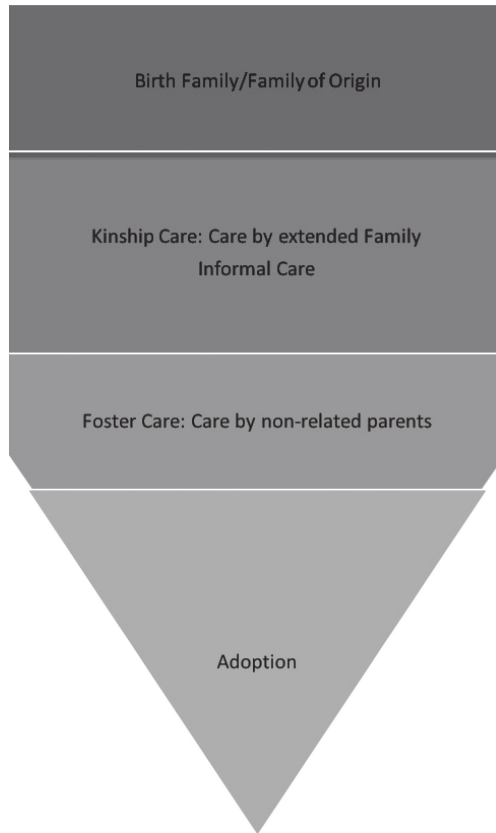 Birth Family/Family of Origin
Kinship Care: Care by extended Family
Informal Care
Foster Care: Care by non-related parents
Adoption